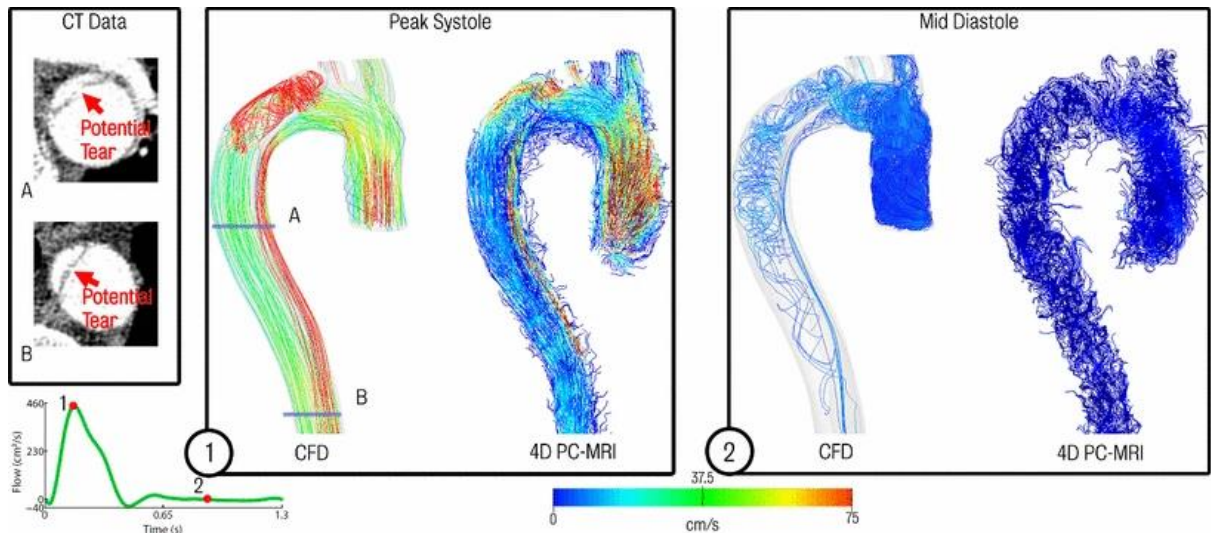 CT Data
Potential
Tear
A
Potential
Tear
B
Peak Systole
A
B
1
CFD
4D PC-MRI
Mid Diastole
2
CFD
4D PC-MRI
460
230
0
-40
Flow (cm³/s)
1
2
0
0.65
1.3
Time (s)
37.5
0
75
cm/s